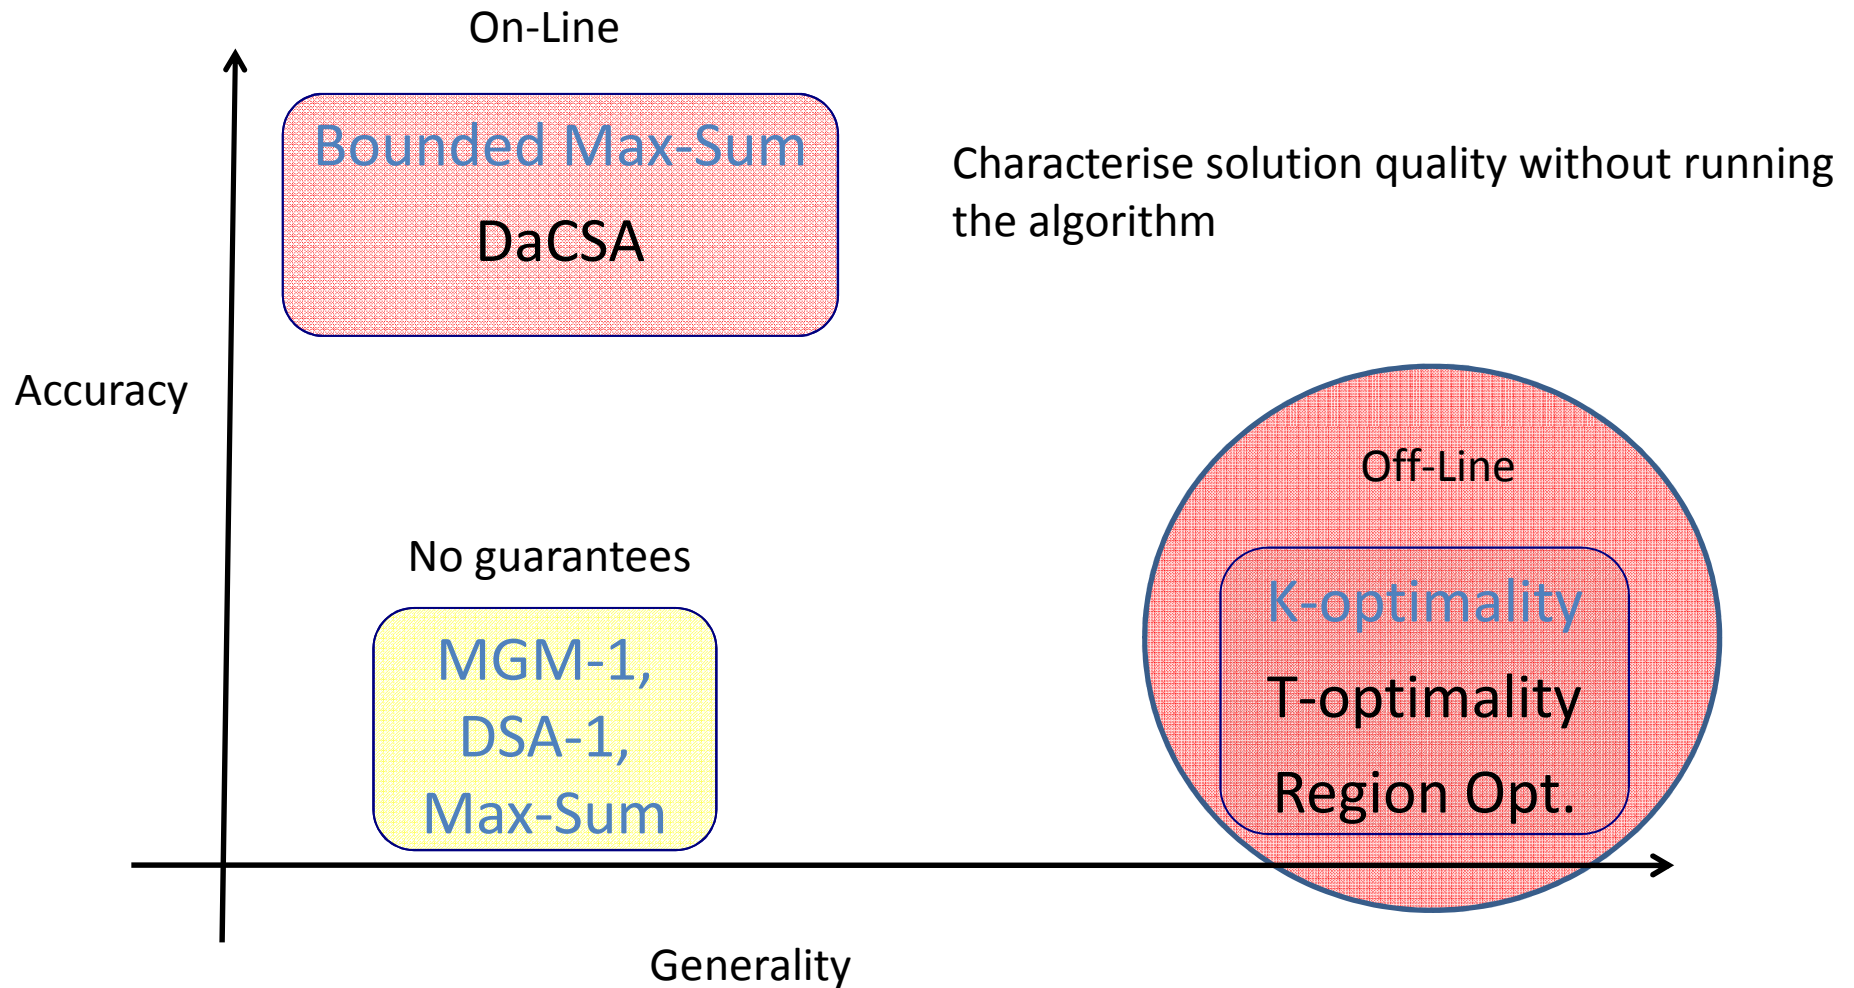 On-Line
Bounded Max-Sum
DaCSA
Characterise solution quality without running
the algorithm
Accuracy
Off-Line
No guarantees
K-optimality
T-optimality
Region Opt.
MGM-1,
DSA-1,
Max-Sum
Generality